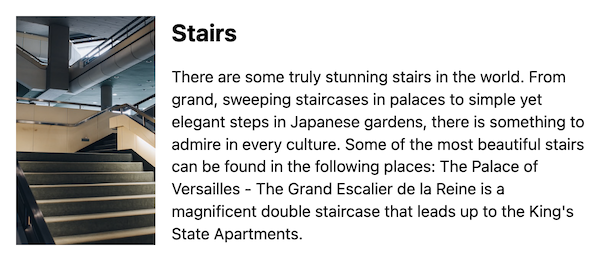 Stairs
There are some truly stunning stairs in the world. From
grand, sweeping staircases in palaces to simple yet
elegant steps in Japanese gardens, there is something to
admire in every culture. Some of the most beautiful stairs
can be found in the following places: The Palace of
Versailles - The Grand Escalier de la Reine is a
magnificent double staircase that leads up to the King's
State Apartments.